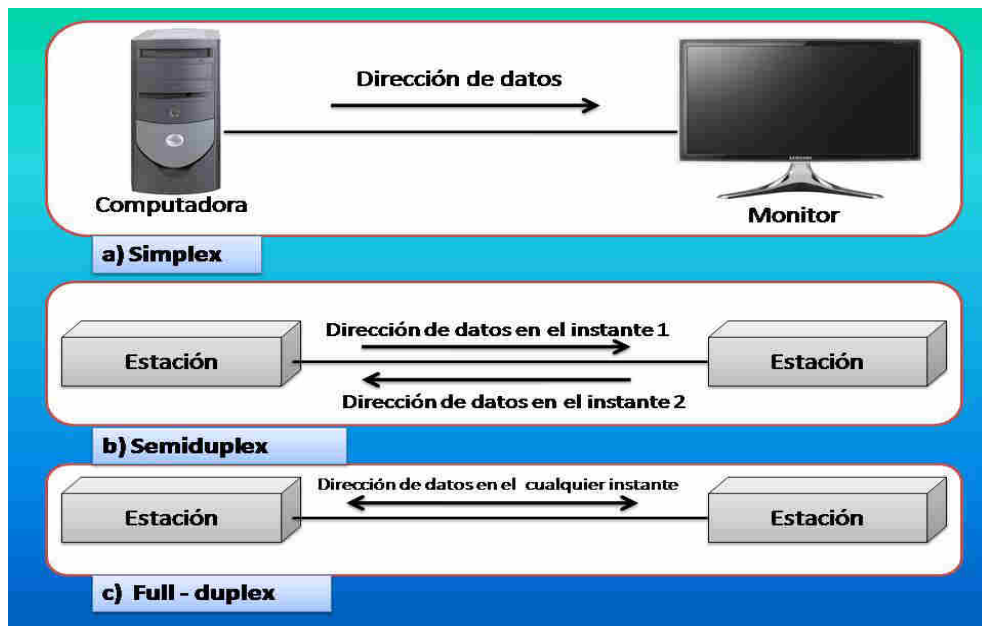 Dirección de datos
Computadora
Monitor
a) Simplex
Dirección de datos en el instante 1
Estación
Estación
Dirección de datos en el instante 2
b) Semiduplex
Dirección de datos en el cualquier instante
Estación
Estación
c) Full - duplex